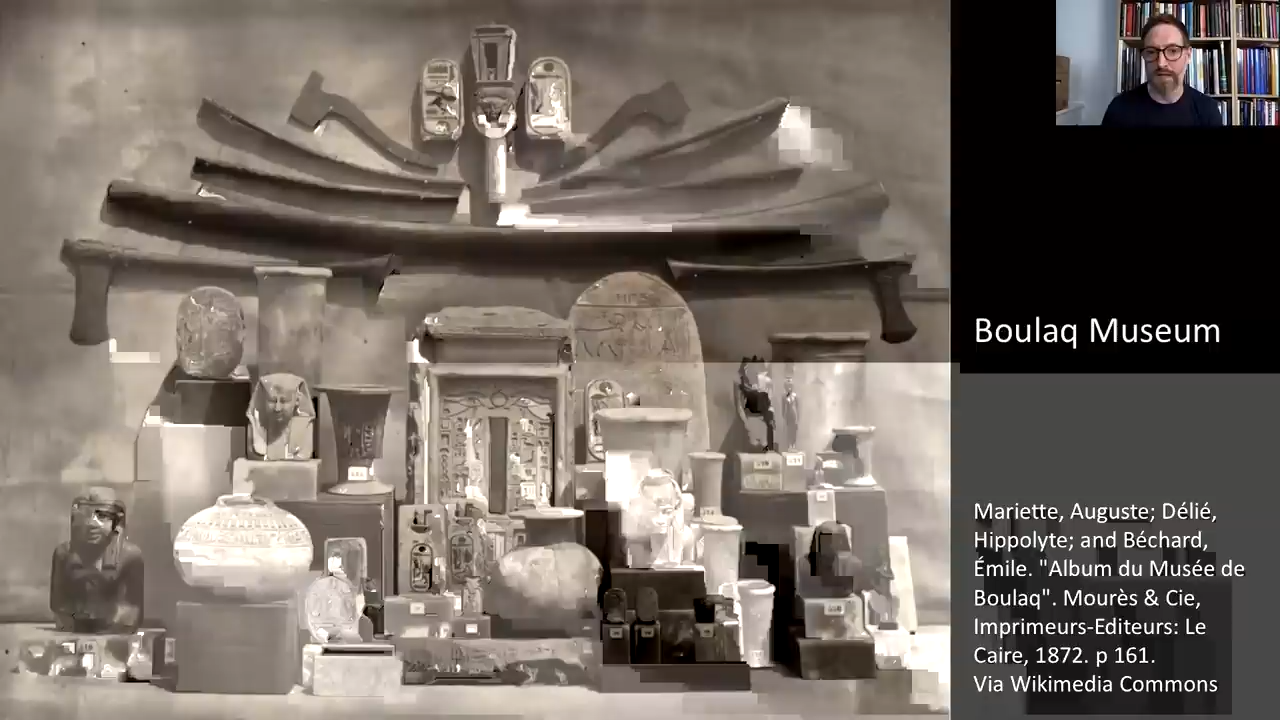 Boulaq Museum
Mariette, Auguste; Délié,
Hippolyte; and Béchard,
Émile. "Album du Musée de
Boulaq". Mourès & Cie,
Imprimeurs-Editeurs: Le
Caire, 1872. p 161.
Via Wikimedia Commons